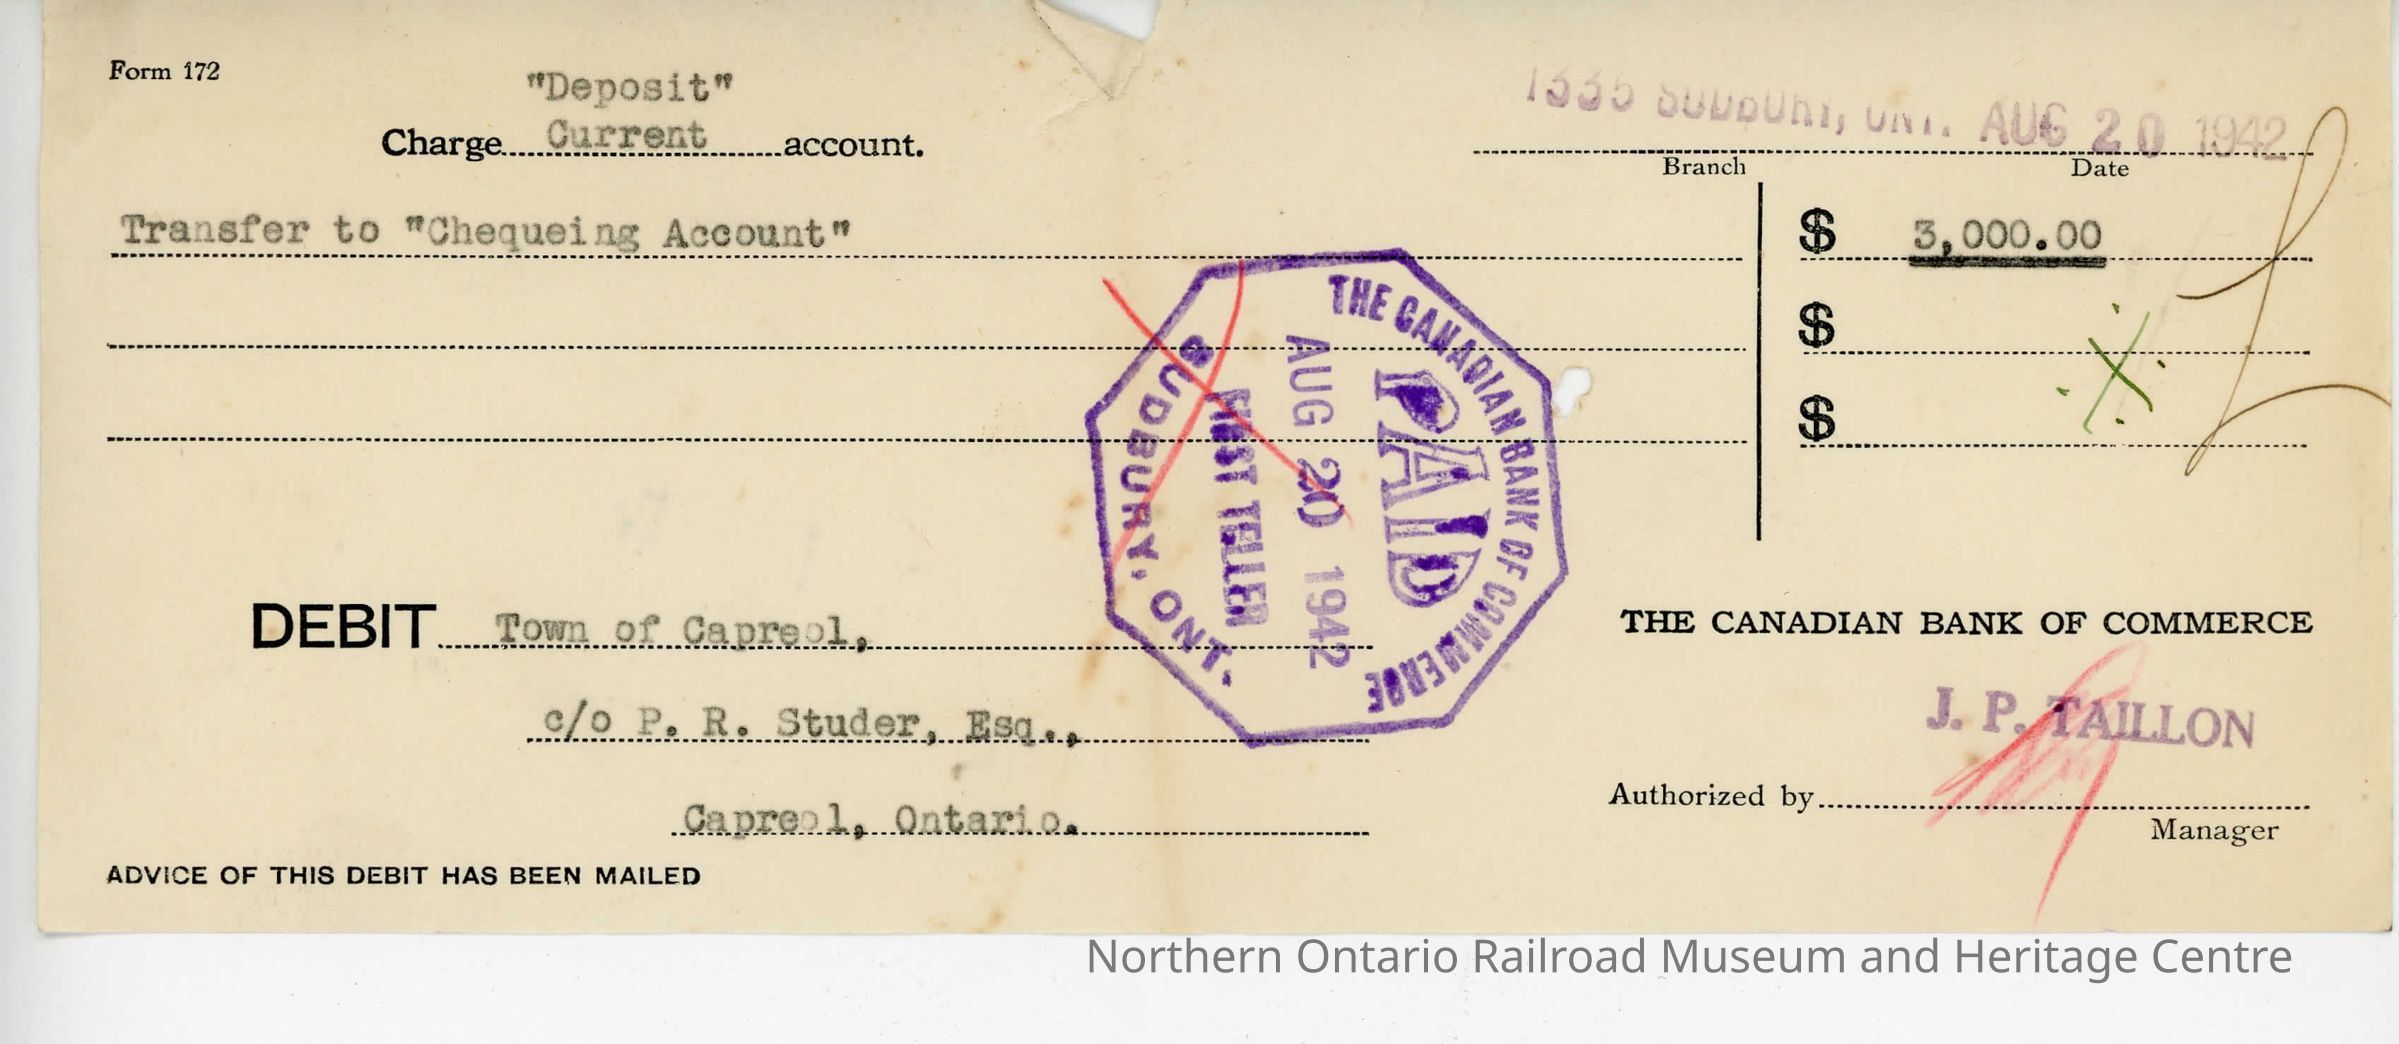 Form 172
"Deposit"
Charge Current account.
1335 SUDBURY, ONT. AUG 20 1942
Branch Date
Transfer to "Chequeing Account"
$ 3,000.00
$
$
THE CANADIAN BANK OF COMMERCE
PAID
AUG 20 1942
FIRST TELLER
SUDBURY, ONT.
DEBIT Town of Capreol,
c/o P. R. Studer, Esq.,
Capreol, Ontario.
THE CANADIAN BANK OF COMMERCE
J. P. TAILLON
Authorized by
Manager
ADVICE OF THIS DEBIT HAS BEEN MAILED
Northern Ontario Railroad Museum and Heritage Centre